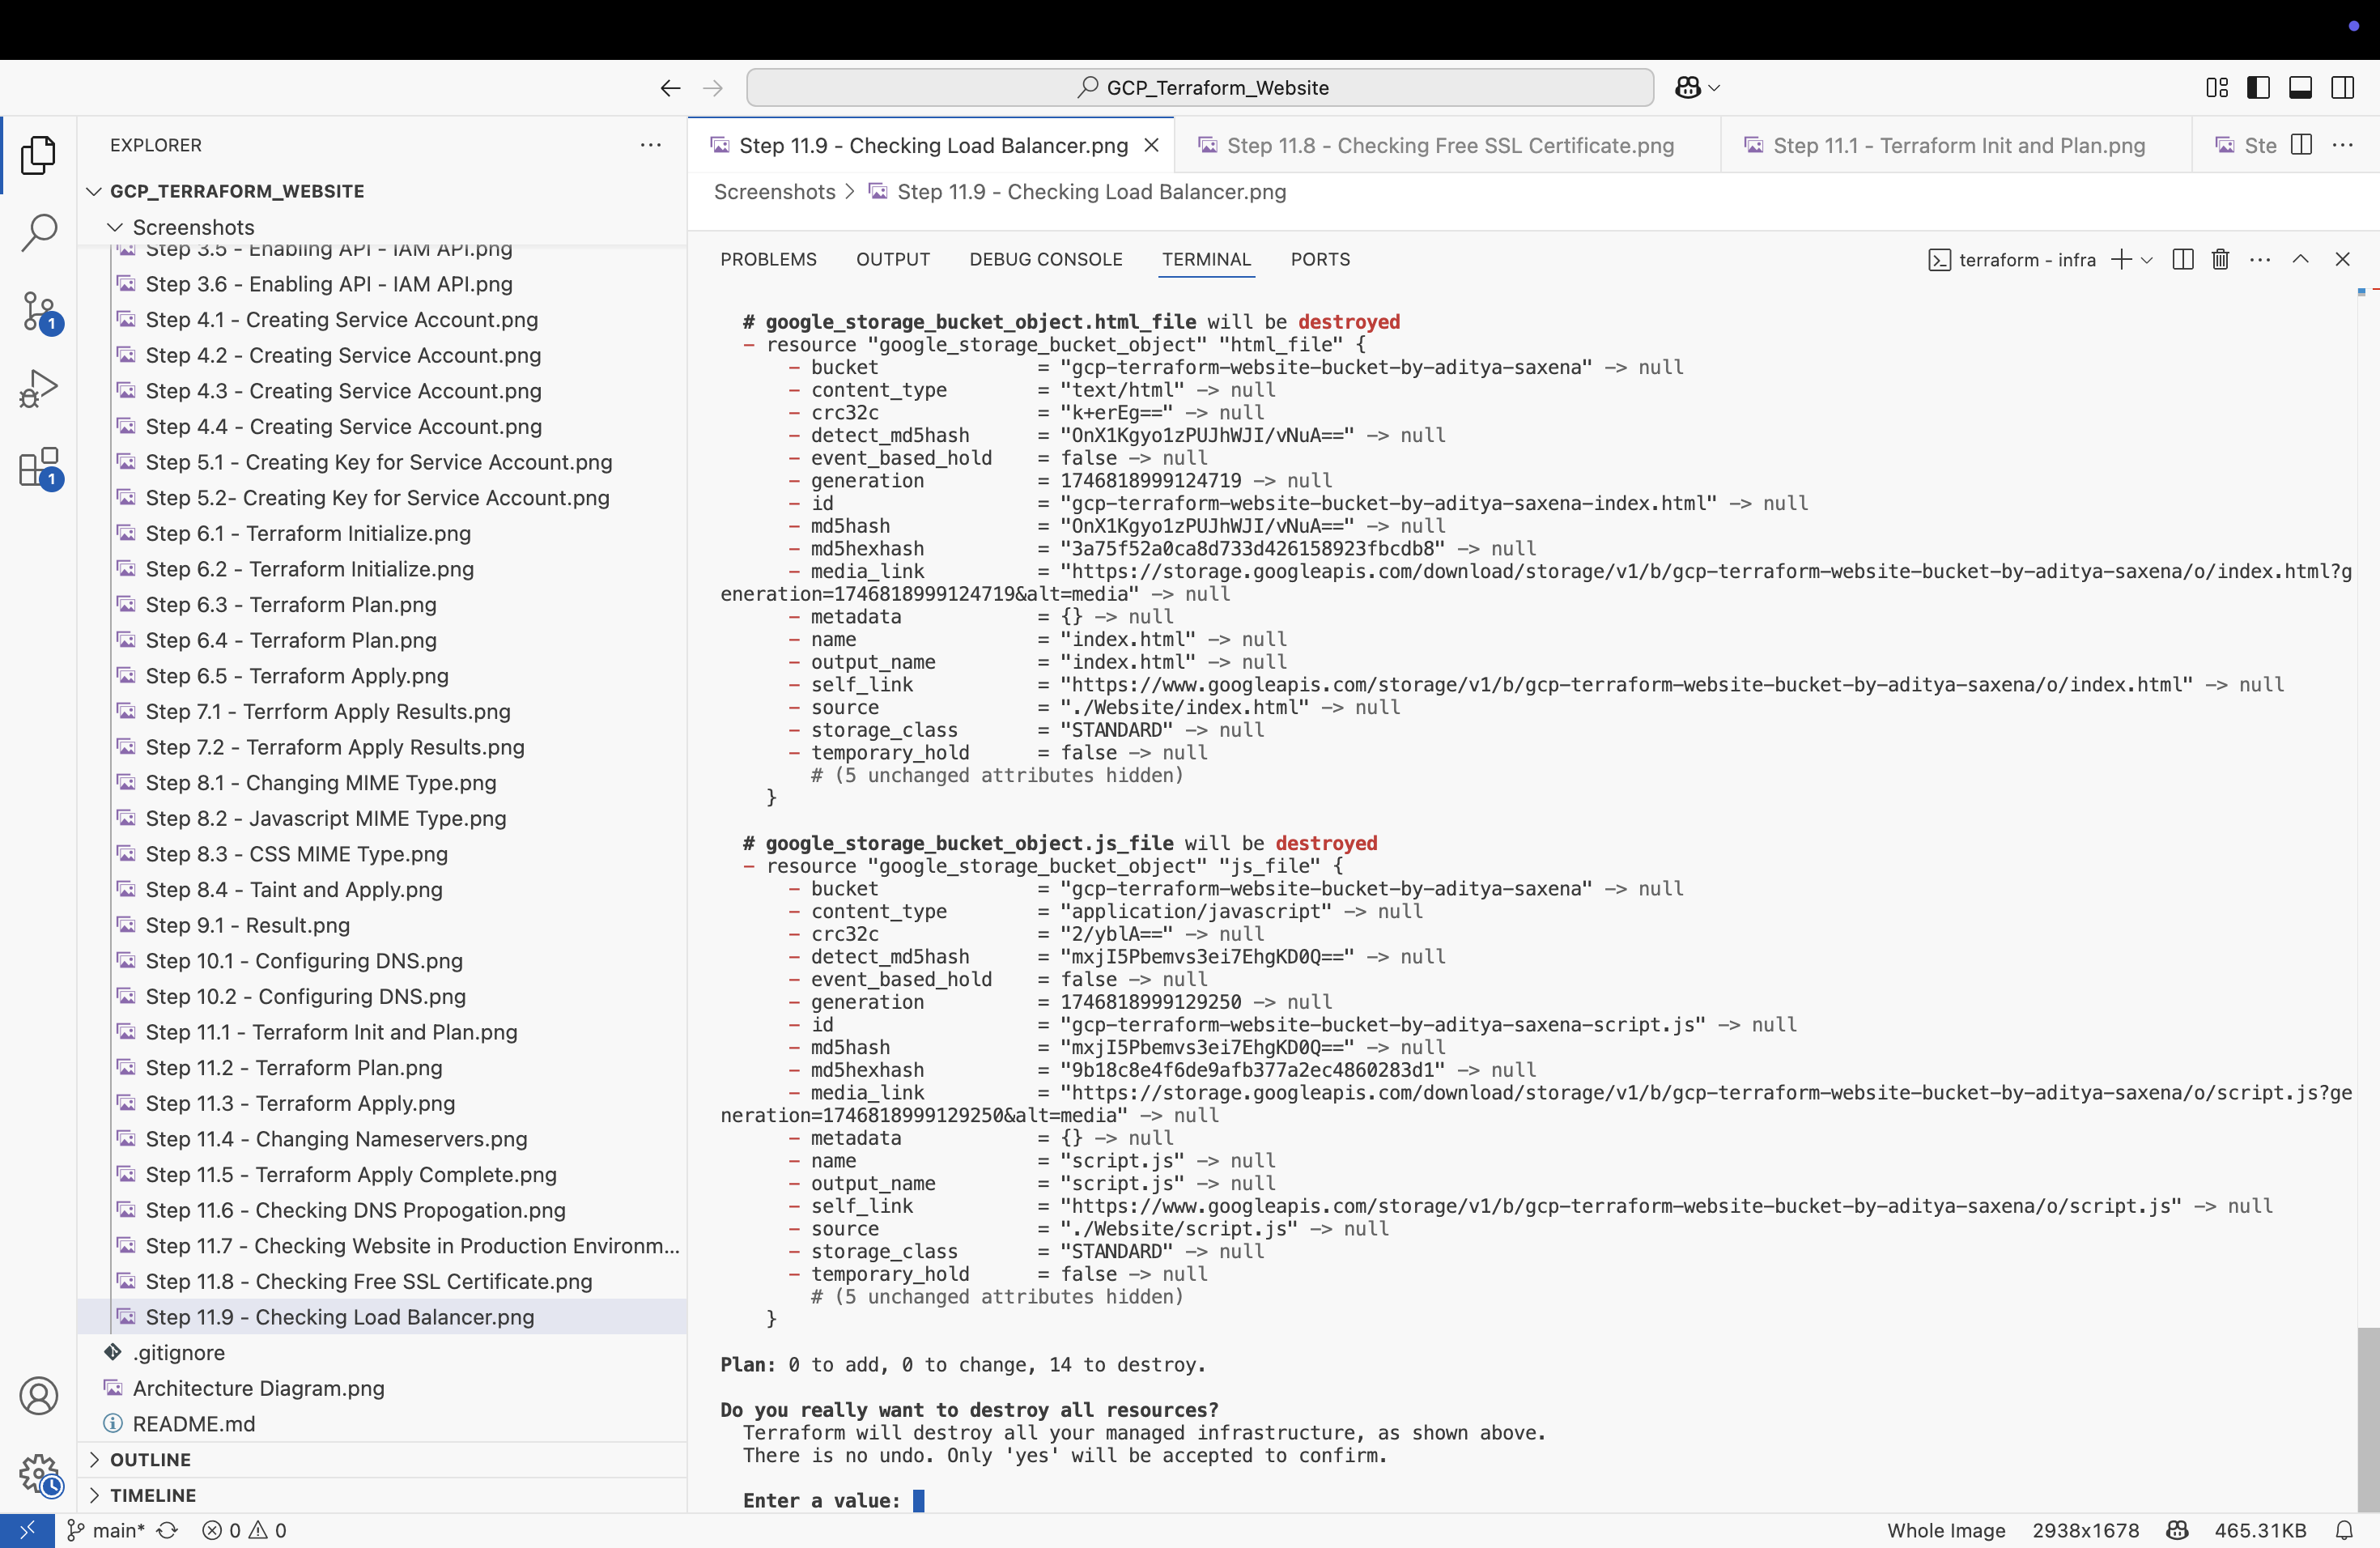 GCP_Terraform_Website
EXPLORER
GCP_TERRAFORM_WEBSITE
Screenshots
Step 3.5 - Enabling API - IAM API.png
Step 3.6 - Enabling API - IAM API.png
Step 4.1 - Creating Service Account.png
Step 4.2 - Creating Service Account.png
Step 4.3 - Creating Service Account.png
Step 4.4 - Creating Service Account.png
Step 5.1 - Creating Key for Service Account.png
Step 5.2- Creating Key for Service Account.png
Step 6.1 - Terraform Initialize.png
Step 6.2 - Terraform Initialize.png
Step 6.3 - Terraform Plan.png
Step 6.4 - Terraform Plan.png
Step 6.5 - Terraform Apply.png
Step 7.1 - Terrform Apply Results.png
Step 7.2 - Terraform Apply Results.png
Step 8.1 - Changing MIME Type.png
Step 8.2 - Javascript MIME Type.png
Step 8.3 - CSS MIME Type.png
Step 8.4 - Taint and Apply.png
Step 9.1 - Result.png
Step 10.1 - Configuring DNS.png
Step 10.2 - Configuring DNS.png
Step 11.1 - Terraform Init and Plan.png
Step 11.2 - Terraform Plan.png
Step 11.3 - Terraform Apply.png
Step 11.4 - Changing Nameservers.png
Step 11.5 - Terraform Apply Complete.png
Step 11.6 - Checking DNS Propogation.png
Step 11.7 - Checking Website in Production Environm...
Step 11.8 - Checking Free SSL Certificate.png
Step 11.9 - Checking Load Balancer.png
.gitignore
Architecture Diagram.png
README.md
OUTLINE
TIMELINE
1
1
Step 11.9 - Checking Load Balancer.png
Step 11.8 - Checking Free SSL Certificate.png
Step 11.1 - Terraform Init and Plan.png
Ste
Screenshots > Step 11.9 - Checking Load Balancer.png
PROBLEMS OUTPUT DEBUG CONSOLE TERMINAL PORTS
terraform - infra
# google_storage_bucket_object.html_file will be destroyed
- resource "google_storage_bucket_object" "html_file" {
- bucket = "gcp-terraform-website-bucket-by-aditya-saxena" -> null
- content_type = "text/html" -> null
- crc32c = "k+erEg==" -> null
- detect_md5hash = "OnX1Kgyo1zPUJhWJI/vNuA==" -> null
- event_based_hold = false -> null
- generation = 1746818999124719 -> null
- id = "gcp-terraform-website-bucket-by-aditya-saxena-index.html" -> null
- md5hash = "OnX1Kgyo1zPUJhWJI/vNuA==" -> null
- md5hexhash = "3a75f52a0ca8d733d426158923fbcdb8" -> null
- media_link = "https://storage.googleapis.com/download/storage/v1/b/gcp-terraform-website-bucket-by-aditya-saxena/o/index.html?g
eneration=1746818999124719&alt=media" -> null
- metadata = {} -> null
- name = "index.html" -> null
- output_name = "index.html" -> null
- self_link = "https://www.googleapis.com/storage/v1/b/gcp-terraform-website-bucket-by-aditya-saxena/o/index.html" -> null
- source = "./Website/index.html" -> null
- storage_class = "STANDARD" -> null
- temporary_hold = false -> null
# (5 unchanged attributes hidden)
}
# google_storage_bucket_object.js_file will be destroyed
- resource "google_storage_bucket_object" "js_file" {
- bucket = "gcp-terraform-website-bucket-by-aditya-saxena" -> null
- content_type = "application/javascript" -> null
- crc32c = "2/yblA==" -> null
- detect_md5hash = "mxjI5Pbemvs3ei7EhgKD0Q==" -> null
- event_based_hold = false -> null
- generation = 1746818999129250 -> null
- id = "gcp-terraform-website-bucket-by-aditya-saxena-script.js" -> null
- md5hash = "mxjI5Pbemvs3ei7EhgKD0Q==" -> null
- md5hexhash = "9b18c8e4f6de9afb377a2ec4860283d1" -> null
- media_link = "https://storage.googleapis.com/download/storage/v1/b/gcp-terraform-website-bucket-by-aditya-saxena/o/script.js?ge
neration=1746818999129250&alt=media" -> null
- metadata = {} -> null
- name = "script.js" -> null
- output_name = "script.js" -> null
- self_link = "https://www.googleapis.com/storage/v1/b/gcp-terraform-website-bucket-by-aditya-saxena/o/script.js" -> null
- source = "./Website/script.js" -> null
- storage_class = "STANDARD" -> null
- temporary_hold = false -> null
# (5 unchanged attributes hidden)
}
Plan: 0 to add, 0 to change, 14 to destroy.
Do you really want to destroy all resources?
Terraform will destroy all your managed infrastructure, as shown above.
There is no undo. Only 'yes' will be accepted to confirm.
Enter a value:
main* 0 0
Whole Image 2938x1678 465.31KB